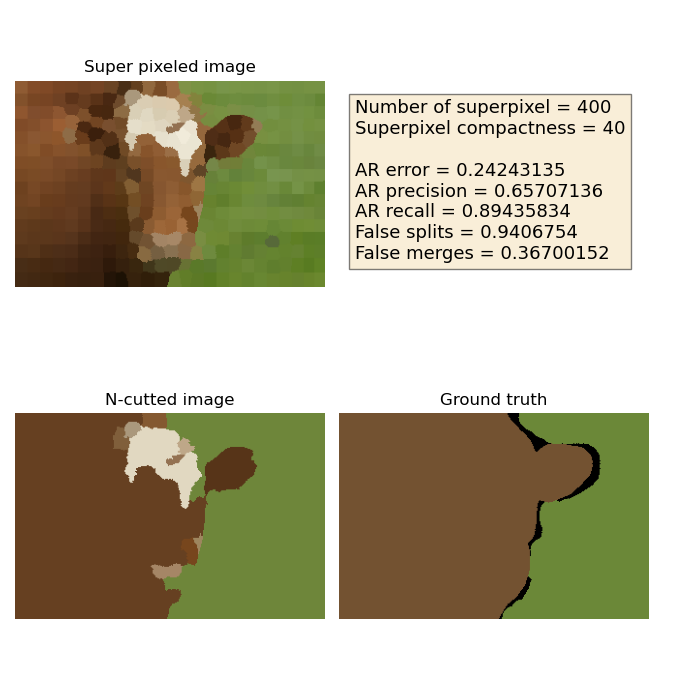 Super pixeled image
Number of superpixel = 400
Superpixel compactness = 40
AR error = 0.24243135
AR precision = 0.65707136
AR recall = 0.89435834
False splits = 0.9406754
False merges = 0.36700152
N-cutted image
Ground truth